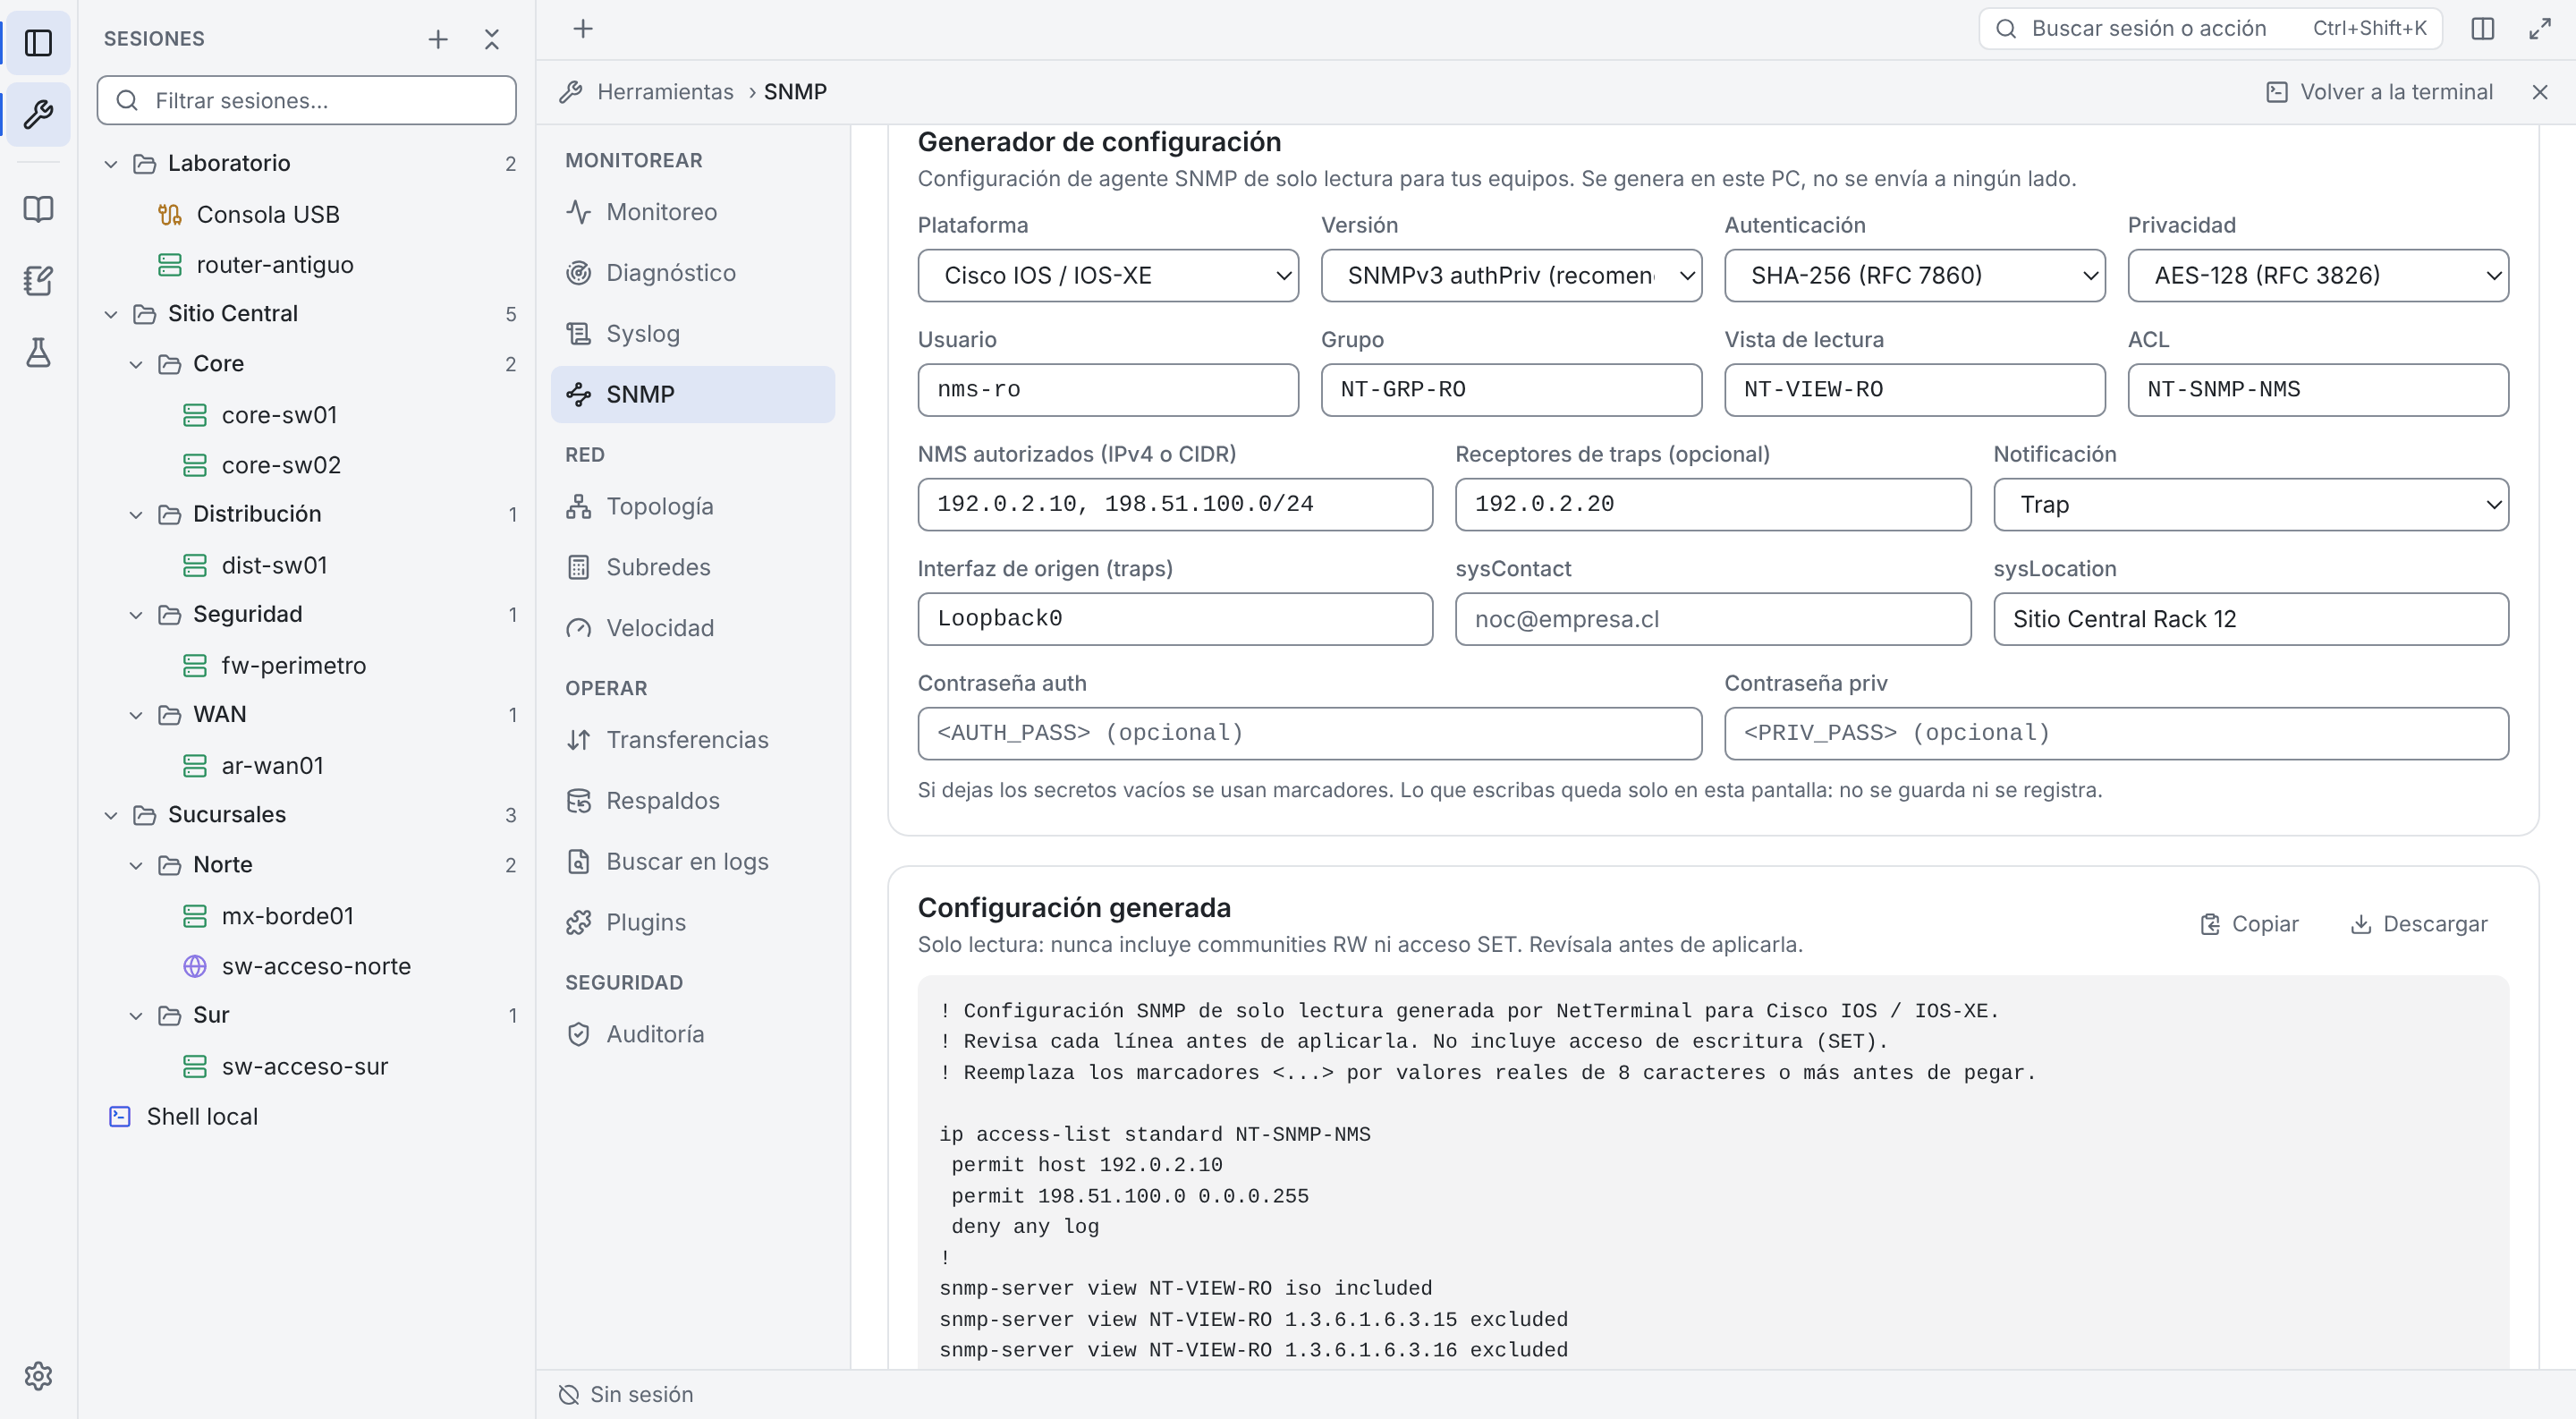 SESIONES
Filtrar sesiones...
Laboratorio 2
Consola USB
router-antiguo
Sitio Central 5
Core 2
core-sw01
core-sw02
Distribución 1
dist-sw01
Seguridad 1
fw-perimetro
WAN 1
ar-wan01
Sucursales 3
Norte 2
mx-borde01
sw-acceso-norte
Sur 1
sw-acceso-sur
Shell local
Buscar sesión o acción Ctrl+Shift+K
Herramientas › SNMP
Volver a la terminal
MONITOREAR
Monitoreo
Diagnóstico
Syslog
SNMP
RED
Topología
Subredes
Velocidad
OPERAR
Transferencias
Respaldos
Buscar en logs
Plugins
SEGURIDAD
Auditoría
Generador de configuración
Configuración de agente SNMP de solo lectura para tus equipos. Se genera en este PC, no se envía a ningún lado.
Plataforma Versión Autenticación Privacidad
Cisco IOS / IOS-XE SNMPv3 authPriv (recomen SHA-256 (RFC 7860) AES-128 (RFC 3826)
Usuario Grupo Vista de lectura ACL
nms-ro NT-GRP-RO NT-VIEW-RO NT-SNMP-NMS
NMS autorizados (IPv4 o CIDR) Receptores de traps (opcional) Notificación
192.0.2.10, 198.51.100.0/24 192.0.2.20 Trap
Interfaz de origen (traps) sysContact sysLocation
Loopback0 noc@empresa.cl Sitio Central Rack 12
Contraseña auth Contraseña priv
<AUTH_PASS> (opcional) <PRIV_PASS> (opcional)
Si dejas los secretos vacíos se usan marcadores. Lo que escribas queda solo en esta pantalla: no se guarda ni se registra.
Configuración generada
Copiar Descargar
Solo lectura: nunca incluye communities RW ni acceso SET. Revísala antes de aplicarla.
! Configuración SNMP de solo lectura generada por NetTerminal para Cisco IOS / IOS-XE.
! Revisa cada línea antes de aplicarla. No incluye acceso de escritura (SET).
! Reemplaza los marcadores <...> por valores reales de 8 caracteres o más antes de pegar.
ip access-list standard NT-SNMP-NMS
permit host 192.0.2.10
permit 198.51.100.0 0.0.0.255
deny any log
!
snmp-server view NT-VIEW-RO iso included
snmp-server view NT-VIEW-RO 1.3.6.1.6.3.15 excluded
snmp-server view NT-VIEW-RO 1.3.6.1.6.3.16 excluded
Sin sesión